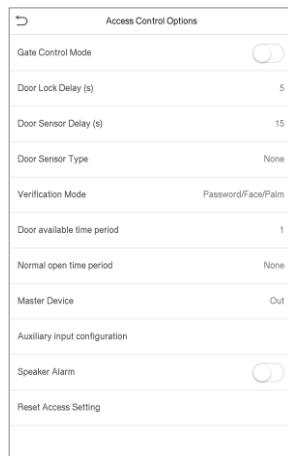 Access Control Options
Gate Control Mode
Door Lock Delay (s) 5
Door Sensor Delay (s) 15
Door Sensor Type None
Verification Mode Password/Face/Palm
Door available time period 1
Normal open time period None
Master Device Out
Auxiliary input configuration
Speaker Alarm
Reset Access Setting